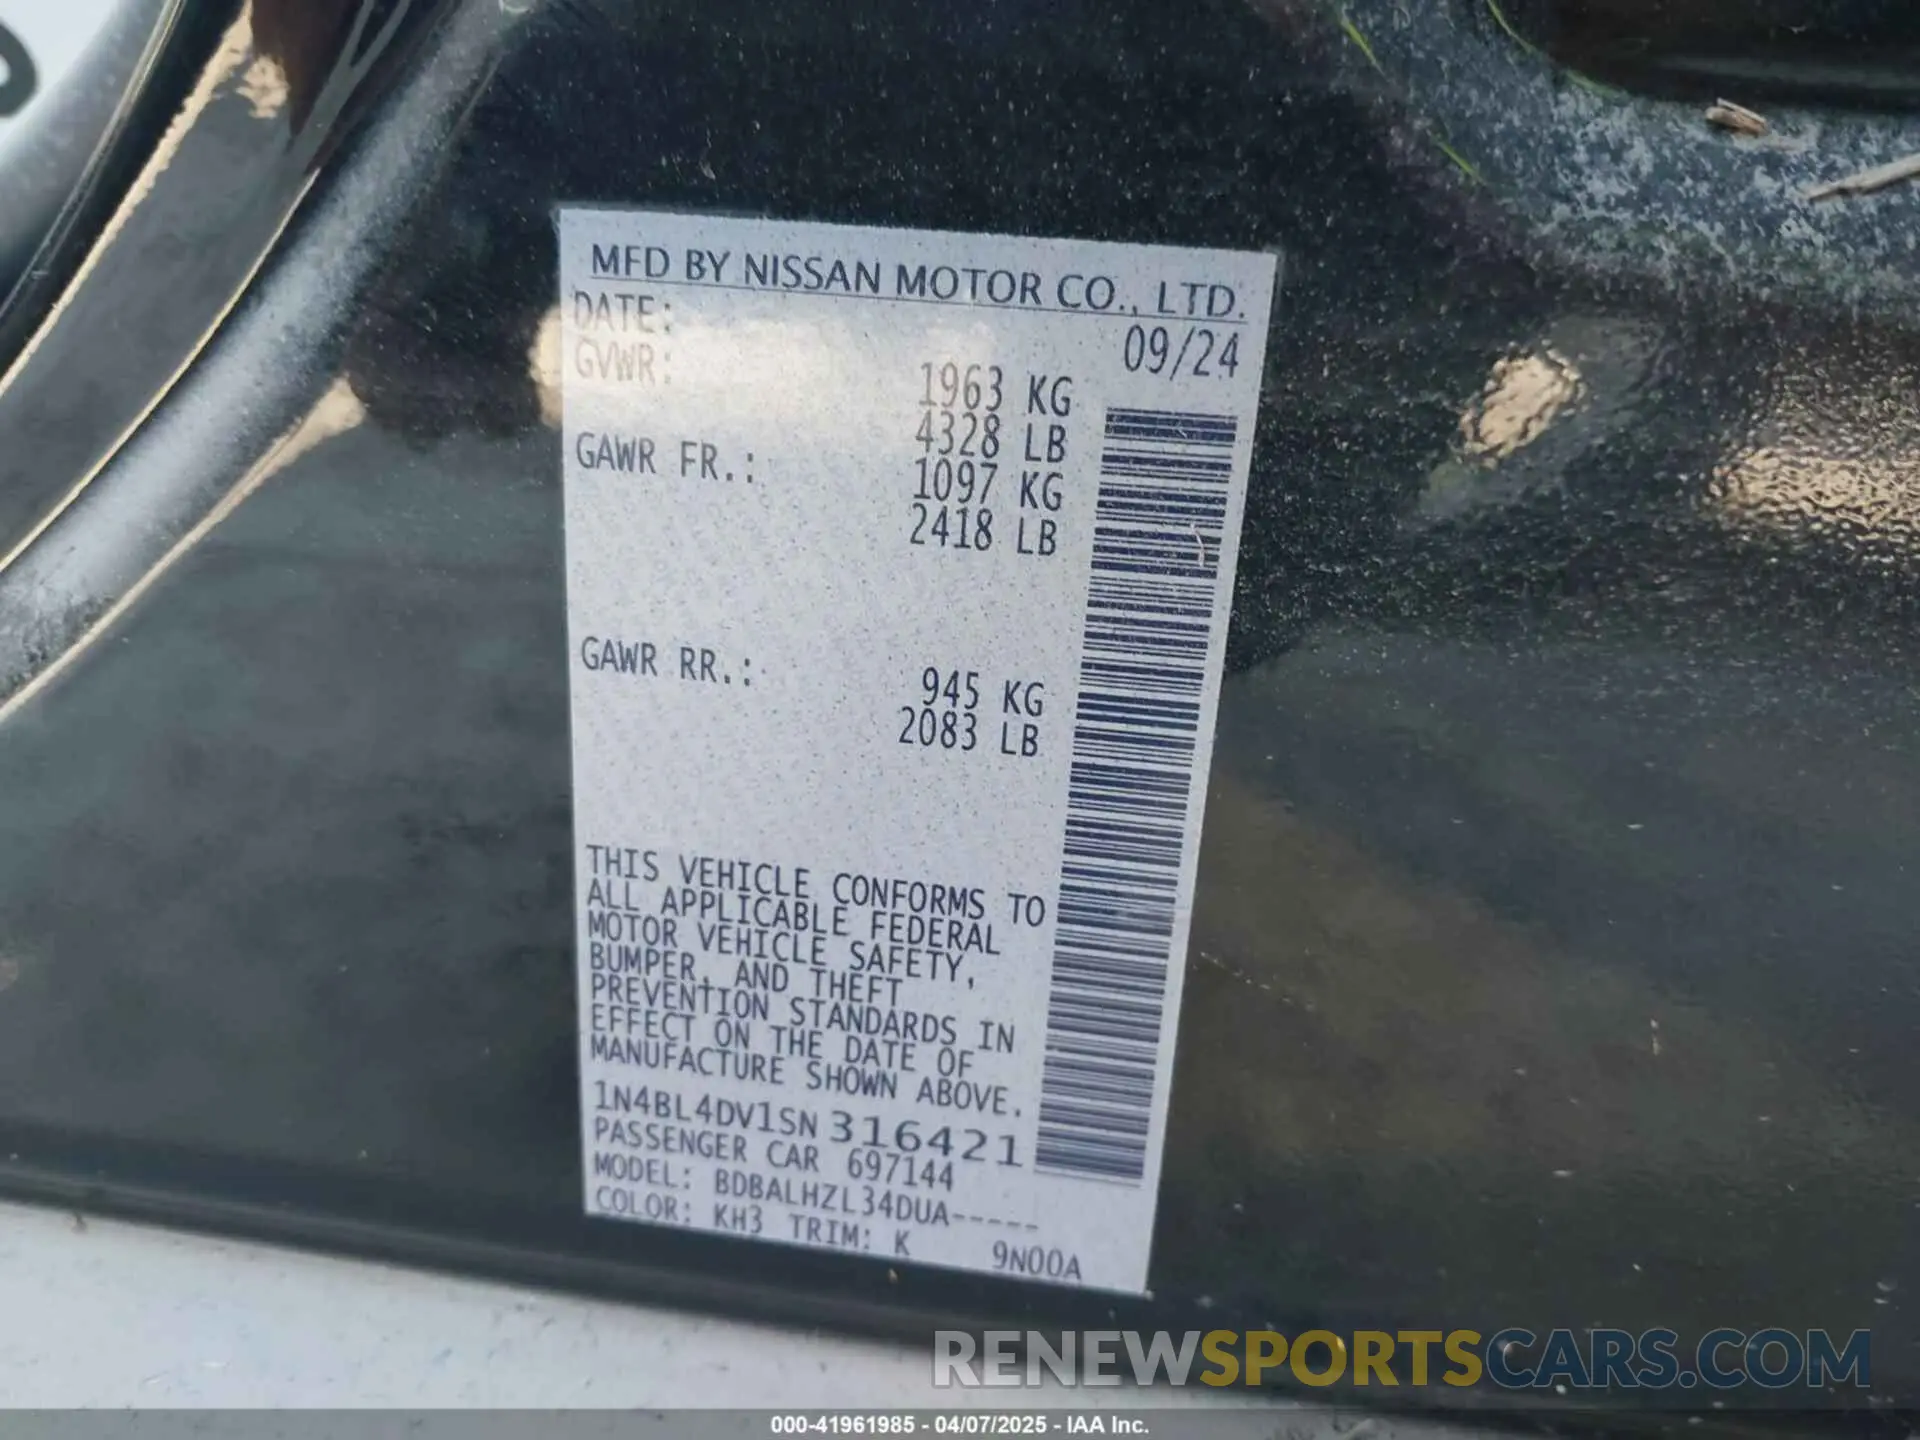 MFD BY NISSAN MOTOR CO., LTD.
DATE: 09/24
GVWR: 1963 KG
4328 LB
GAWR FR.: 1097 KG
2418 LB
GAWR RR.: 945 KG
2083 LB
THIS VEHICLE CONFORMS TO
ALL APPLICABLE FEDERAL
MOTOR VEHICLE SAFETY,
BUMPER, AND THEFT
PREVENTION STANDARDS IN
EFFECT ON THE DATE OF
MANUFACTURE SHOWN ABOVE.
1N4BL4DV1SN316421
PASSENGER CAR 697144
MODEL: BDBALHZL34DUA-----
COLOR: KH3 TRIM: K 9N00A
RENEWSPORTSCARS.COM
000-41961985 - 04/07/2025 - IAA Inc.